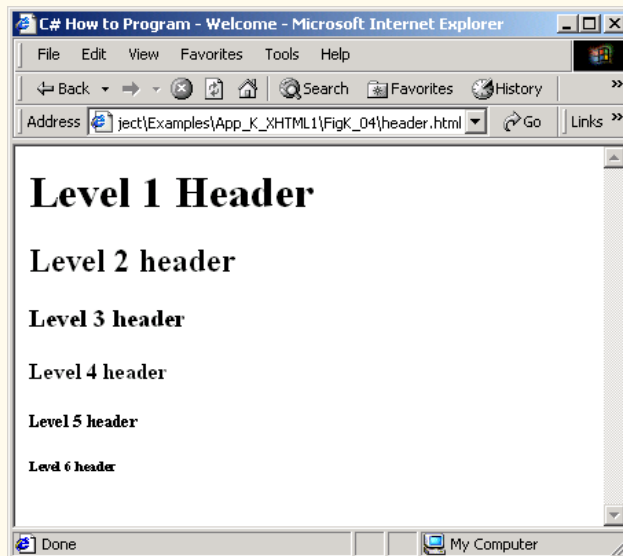 C# How to Program - Welcome - Microsoft Internet Explorer
File Edit View Favorites Tools Help
Back Search Favorites History »
Address ject\Examples\App_K_XHTML1\FigK_04\header.html Go Links »
Level 1 Header
Level 2 header
Level 3 header
Level 4 header
Level 5 header
Level 6 header
Done My Computer